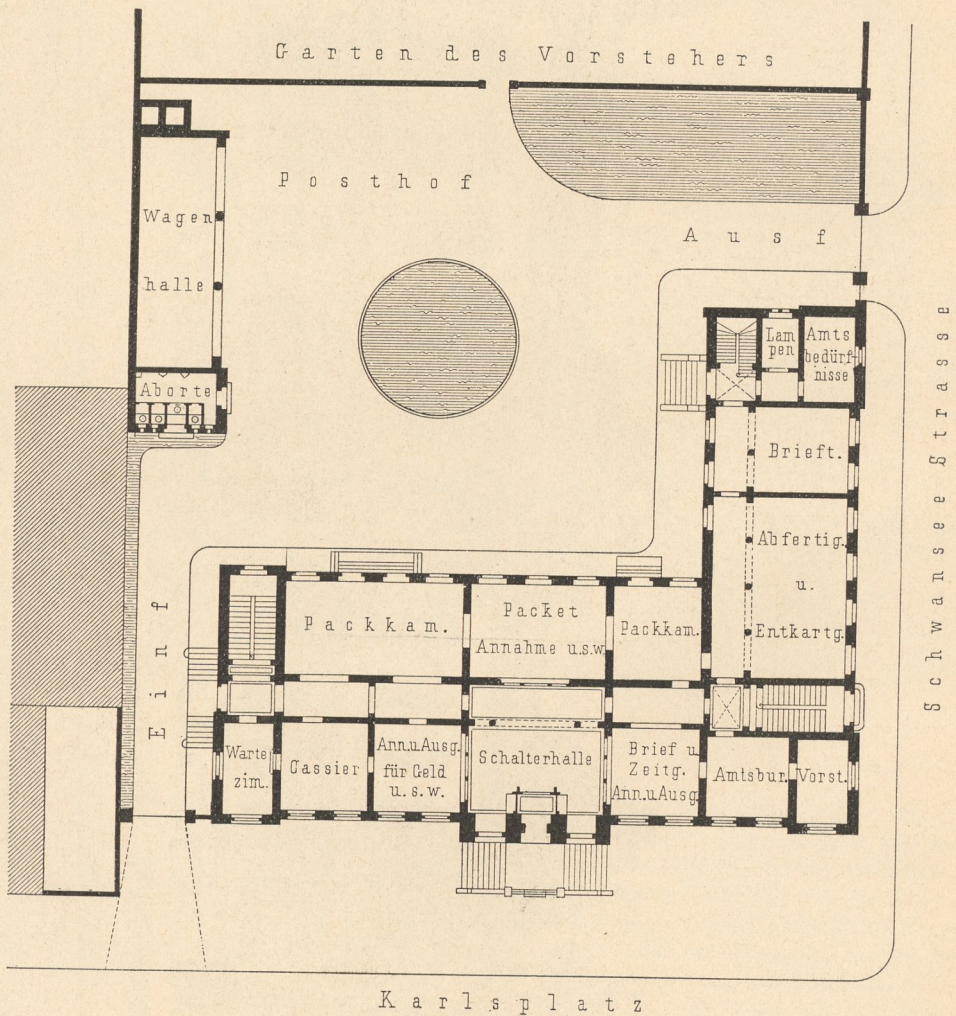 Garten des Vorstehers
Posthof
Wagen
halle
Ausf
Lam
pen
Amts
bedürf-
nisse
Aborte
Brieft.
Abfertig.
u.
Entkartg.
Schwansee Strasse
Einf
Packkam.
Packet
Annahme u.s.w.
Packkam.
Warte
zim.
Cassier
Ann.u.Ausg.
für Geld
u.s.w.
Schalterhalle
Brief u
Zeitg.
Ann.u.Ausg.
Amtsbur.
Vorst.
Karlsplatz